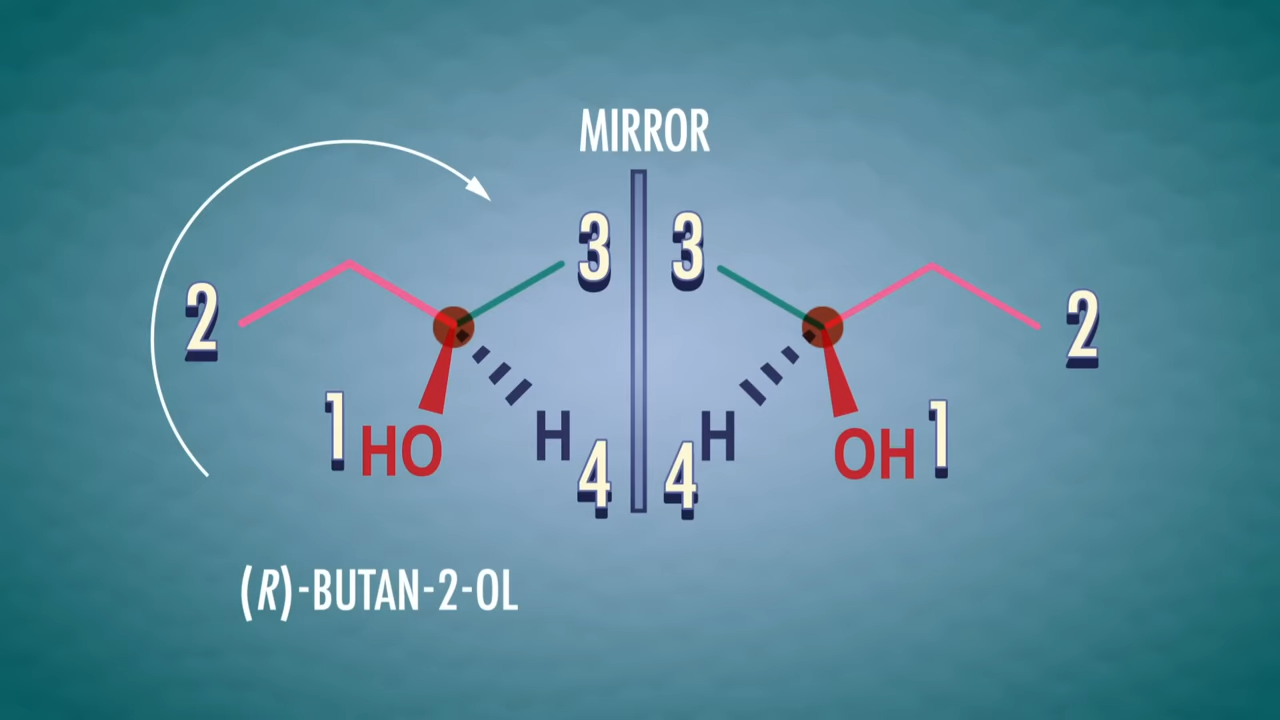 MIRROR
3 3
2 2
1 HO OH 1
H 4 4 H
(R)-BUTAN-2-OL